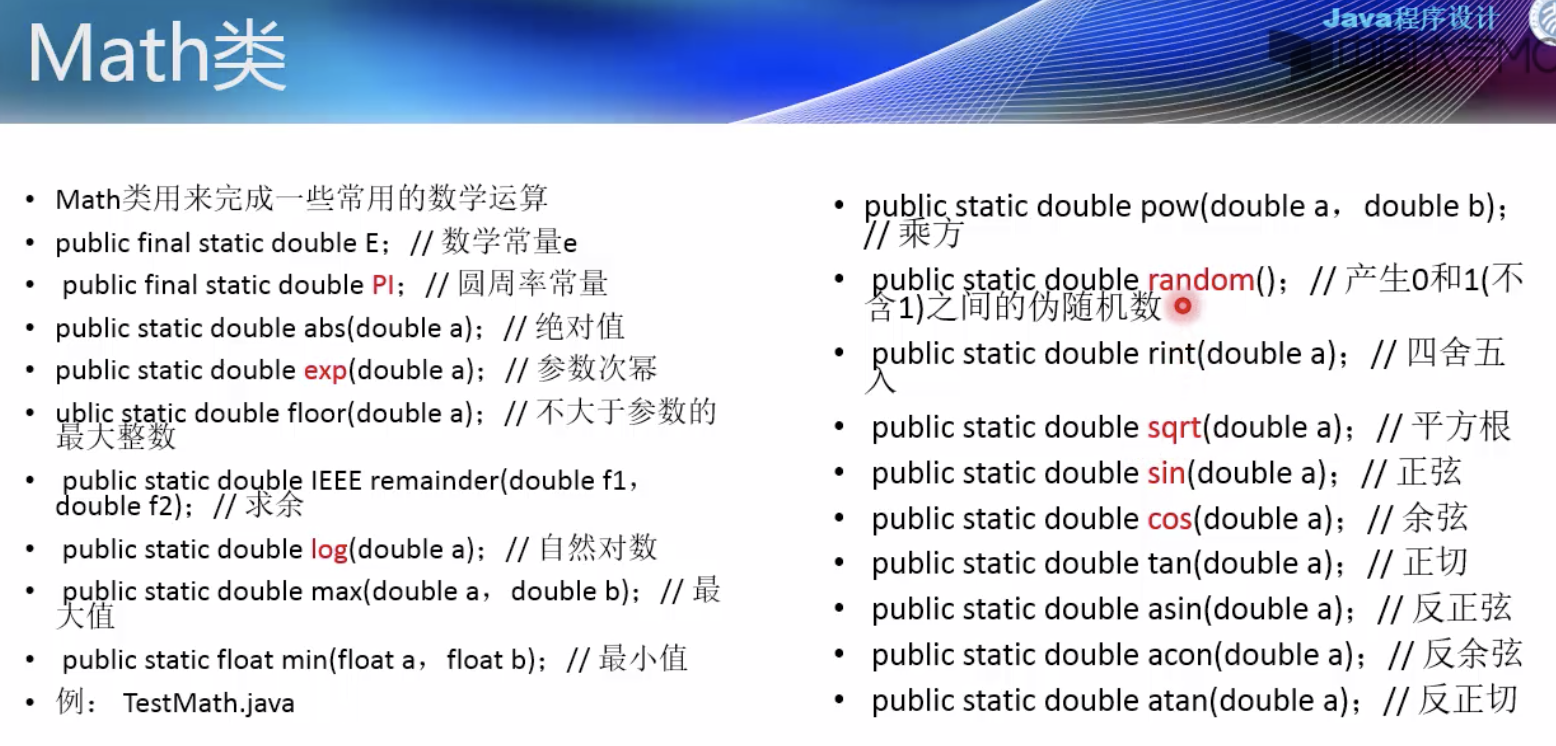 Math类
Java程序设计
• Math类用来完成一些常用的数学运算
• public final static double E；// 数学常量e
• public final static double PI；// 圆周率常量
• public static double abs(double a)；// 绝对值
• public static double exp(double a)；// 参数次幂
• ublic static double floor(double a)；// 不大于参数的
最大整数
• public static double IEEE remainder(double f1，
double f2)；// 求余
• public static double log(double a)；// 自然对数
• public static double max(double a，double b)；// 最
大值
• public static float min(float a，float b)；// 最小值
• 例： TestMath.java
• public static double pow(double a，double b)；
// 乘方
• public static double random()；// 产生0和1(不
含1)之间的伪随机数
• public static double rint(double a)；// 四舍五
入
• public static double sqrt(double a)；// 平方根
• public static double sin(double a)；// 正弦
• public static double cos(double a)；// 余弦
• public static double tan(double a)；// 正切
• public static double asin(double a)；// 反正弦
• public static double acon(double a)；// 反余弦
• public static double atan(double a)；// 反正切